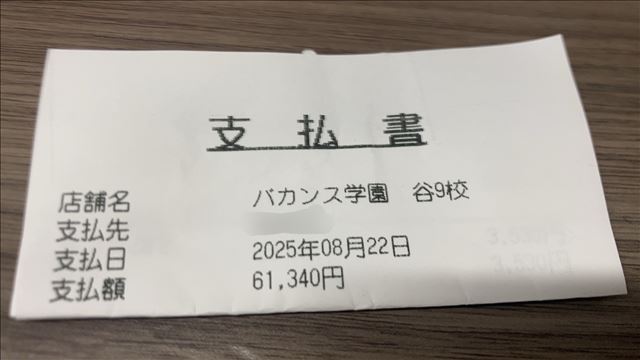 支払書
店舗名 バカンス学園 谷9校
支払先
支払日 2025年08月22日
支払額 61,340円